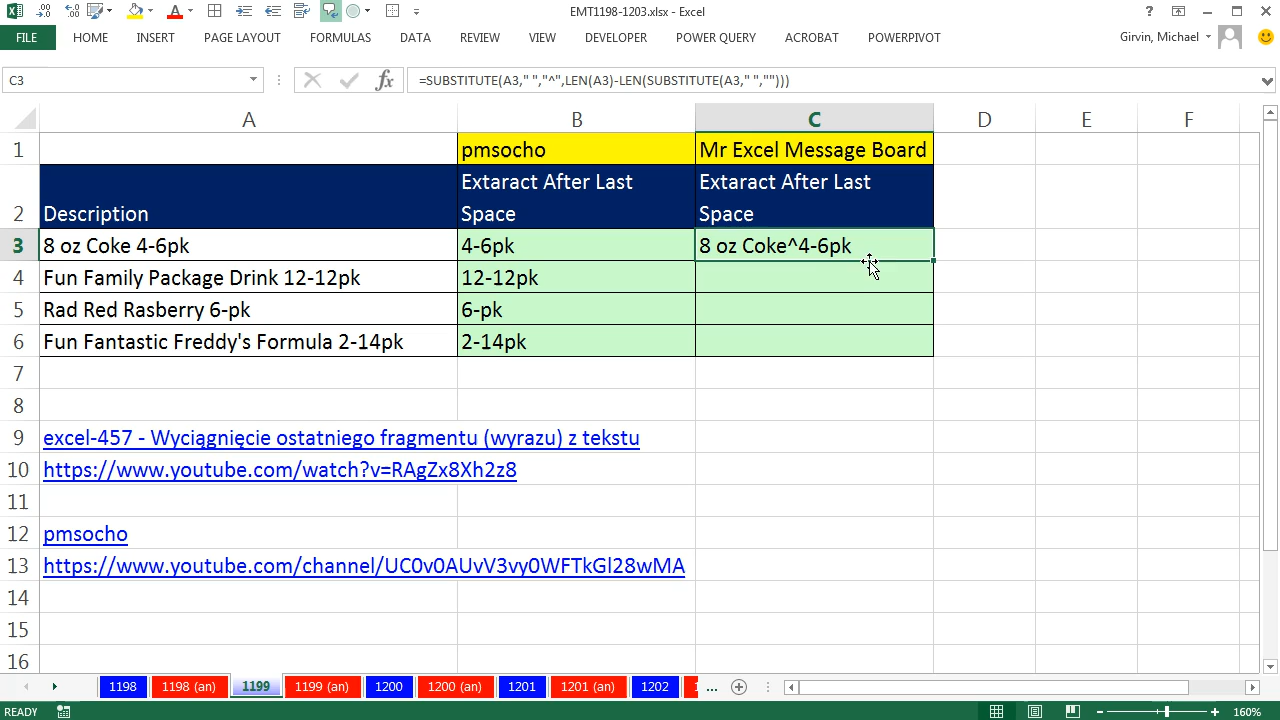 EMT1198-1203.xlsx - Excel
FILE HOME INSERT PAGE LAYOUT FORMULAS DATA REVIEW VIEW DEVELOPER POWER QUERY ACROBAT POWERPIVOT Girvin, Michael
C3 fx =SUBSTITUTE(A3," ","^",LEN(A3)-LEN(SUBSTITUTE(A3," ","")))
A B C D E F
1 pmsocho Mr Excel Message Board
2 Description Extaract After Last Space Extaract After Last Space
3 8 oz Coke 4-6pk 4-6pk 8 oz Coke^4-6pk
4 Fun Family Package Drink 12-12pk 12-12pk
5 Rad Red Rasberry 6-pk 6-pk
6 Fun Fantastic Freddy's Formula 2-14pk 2-14pk
7
8
9 excel-457 - Wyciągnięcie ostatniego fragmentu (wyrazu) z tekstu
10 https://www.youtube.com/watch?v=RAgZx8Xh2z8
11
12 pmsocho
13 https://www.youtube.com/channel/UC0v0AUvV3vy0WFTkGl28wMA
14
15
16
1198 1198 (an) 1199 1199 (an) 1200 1200 (an) 1201 1201 (an) 1202 1 ...
READY 160%